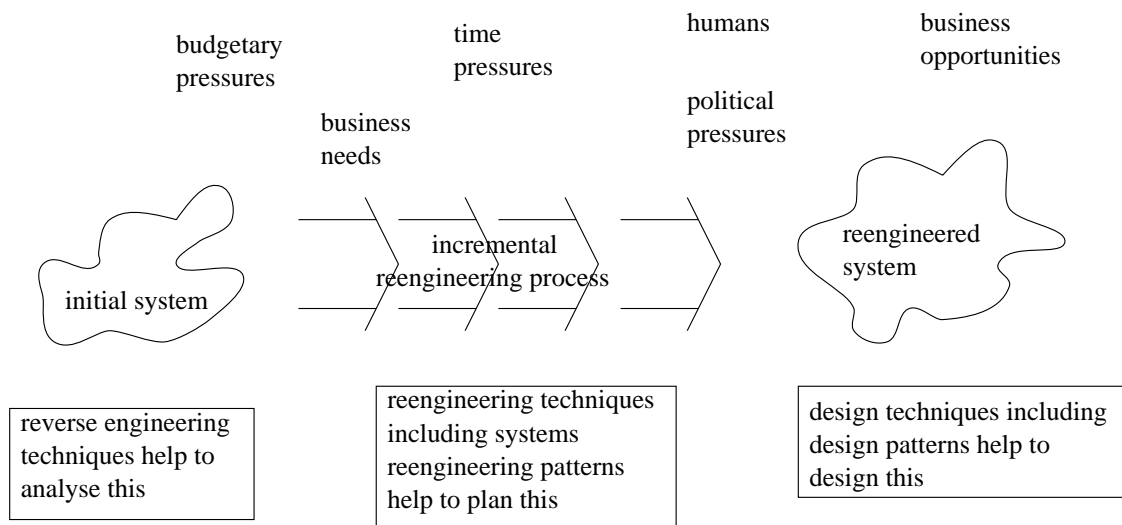 budgetary
pressures
time
pressures
humans
business
opportunities
business
needs
political
pressures
initial system
incremental
reengineering process
reengineered
system
reverse engineering
techniques help to
analyse this
reengineering techniques
including systems
reengineering patterns
help to plan this
design techniques including
design patterns help to
design this